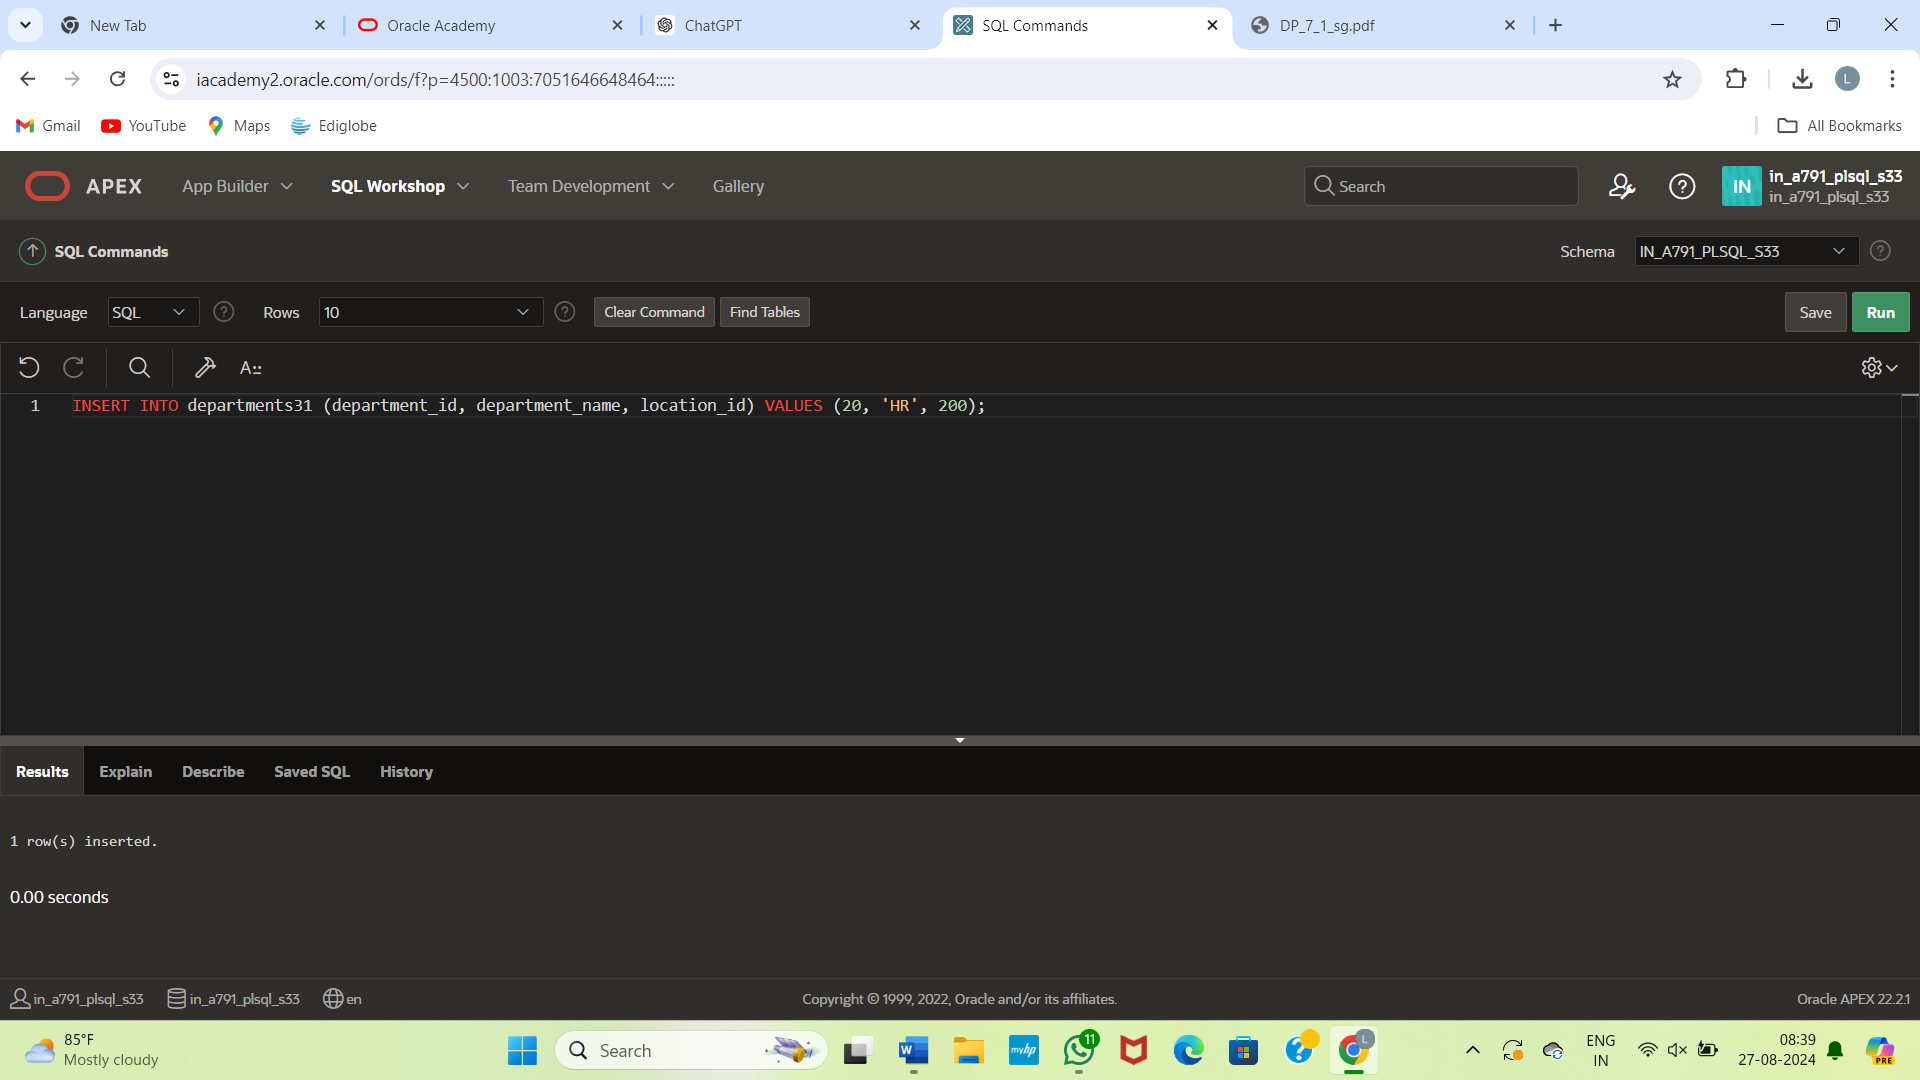 New Tab
Oracle Academy
ChatGPT
SQL Commands
DP_7_1_sg.pdf
iacademy2.oracle.com/ords/f?p=4500:1003:7051646648464:::::
L
Gmail
YouTube
Maps
Ediglobe
All Bookmarks
APEX
App Builder
SQL Workshop
Team Development
Gallery
Search
IN
in_a791_plsql_s33
in_a791_plsql_s33
SQL Commands
Schema
IN_A791_PLSQL_S33
Language
SQL
Rows
10
Clear Command
Find Tables
Save
Run
A::
1 INSERT INTO departments31 (department_id, department_name, location_id) VALUES (20, 'HR', 200);
Results
Explain
Describe
Saved SQL
History
1 row(s) inserted.
0.00 seconds
in_a791_plsql_s33
in_a791_plsql_s33
en
Copyright © 1999, 2022, Oracle and/or its affiliates.
Oracle APEX 22.2.1
85°F
Mostly cloudy
Search
W
myhp
11
L
ENG
IN
08:39
27-08-2024
PRE